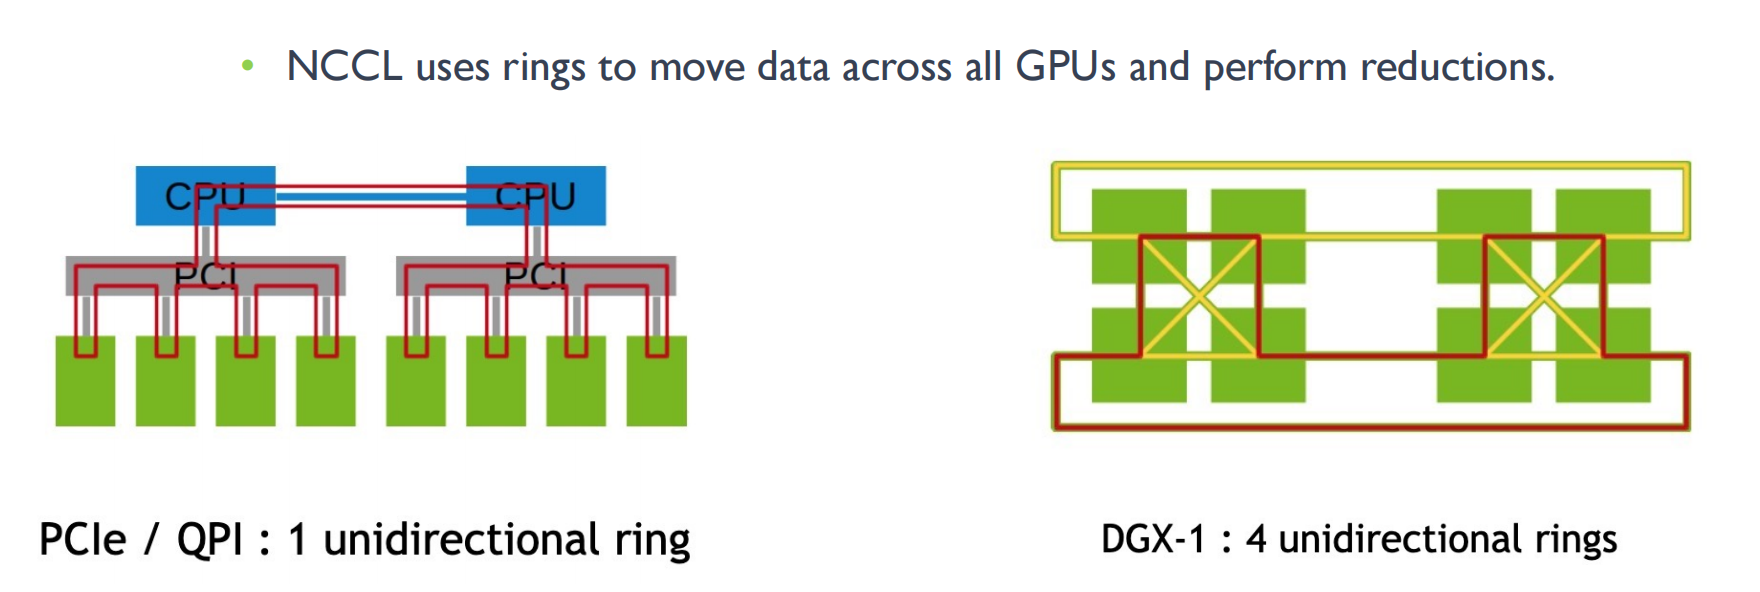 • NCCL uses rings to move data across all GPUs and perform reductions.
CPU
CPU
PCI
PCI
PCIe / QPI : 1 unidirectional ring
DGX-1 : 4 unidirectional rings